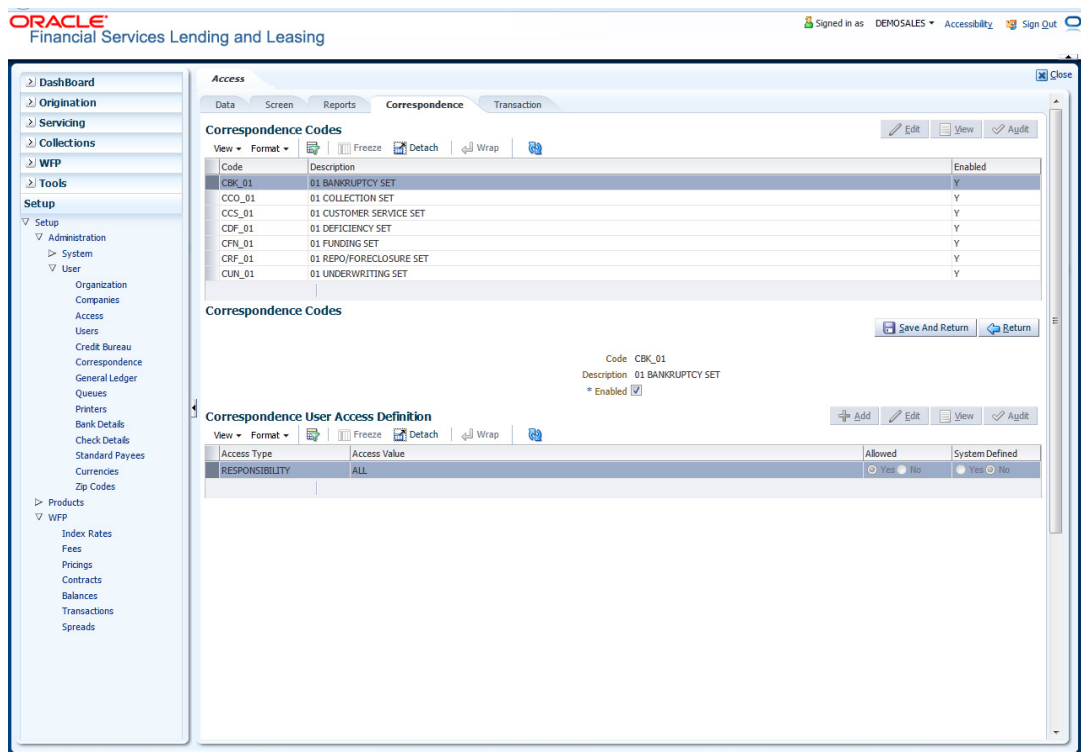 ORACLE
Financial Services Lending and Leasing
Signed in as DEMOSALES Accessibility Sign Out
Close
DashBoard
Origination
Servicing
Collections
WFP
Tools
Setup
Setup
Administration
System
User
Organization
Companies
Access
Users
Credit Bureau
Correspondence
General Ledger
Queues
Printers
Bank Details
Check Details
Standard Payees
Currencies
Zip Codes
Products
WFP
Index Rates
Fees
Pricings
Contracts
Balances
Transactions
Spreads
Access
Data Screen Reports Correspondence Transaction
Correspondence Codes
Edit View Audit
View Format Freeze Detach Wrap
Code Description Enabled
CBK_01 01 BANKRUPTCY SET Y
CCO_01 01 COLLECTION SET Y
CCS_01 01 CUSTOMER SERVICE SET Y
CDF_01 01 DEFICIENCY SET Y
CFN_01 01 FUNDING SET Y
CRF_01 01 REPO/FORECLOSURE SET Y
CUN_01 01 UNDERWRITING SET Y
Correspondence Codes
Save And Return Return
Code CBK_01
Description 01 BANKRUPTCY SET
* Enabled
Correspondence User Access Definition
Add Edit View Audit
View Format Freeze Detach Wrap
Access Type Access Value Allowed System Defined
RESPONSIBILITY ALL Yes No Yes No